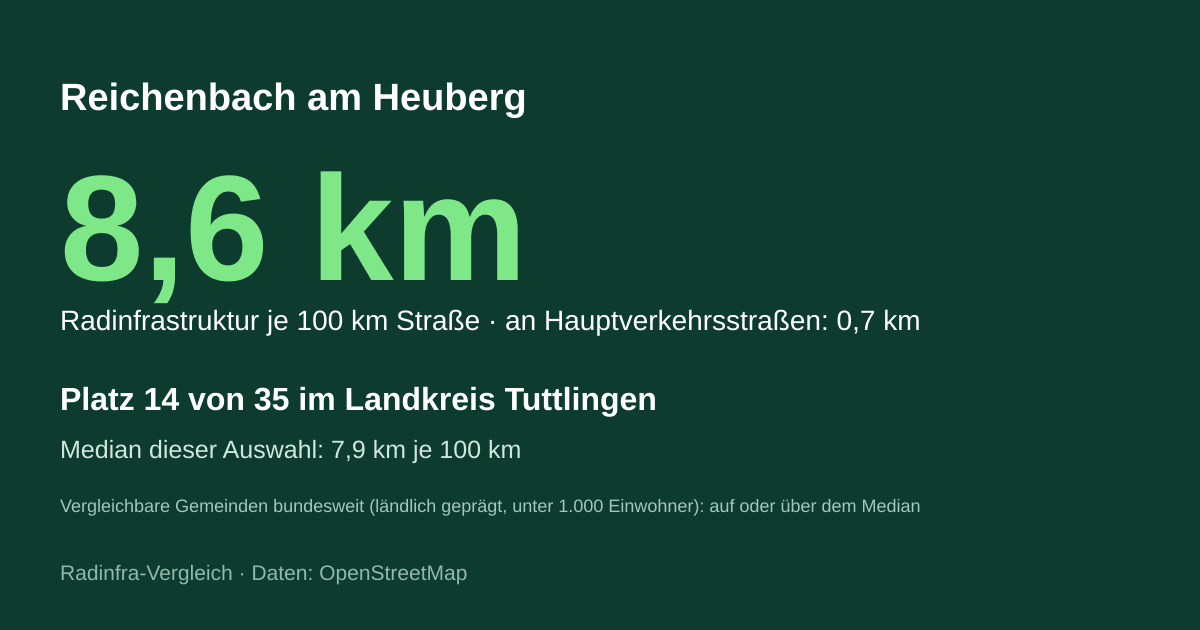 Reichenbach am Heuberg
8,6 km
Radinfrastruktur je 100 km Straße · an Hauptverkehrsstraßen: 0,7 km
Platz 14 von 35 im Landkreis Tuttlingen
Median dieser Auswahl: 7,9 km je 100 km
Vergleichbare Gemeinden bundesweit (ländlich geprägt, unter 1.000 Einwohner): auf oder über dem Median
Radinfra-Vergleich · Daten: OpenStreetMap